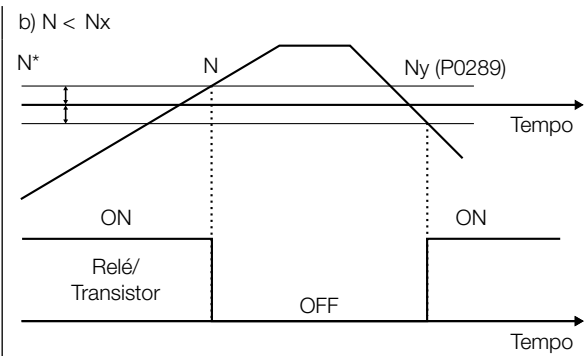 b) N < Nx
N*
N
Ny (P0289)
Tempo
ON
ON
Relé/
Transistor
OFF
Tempo